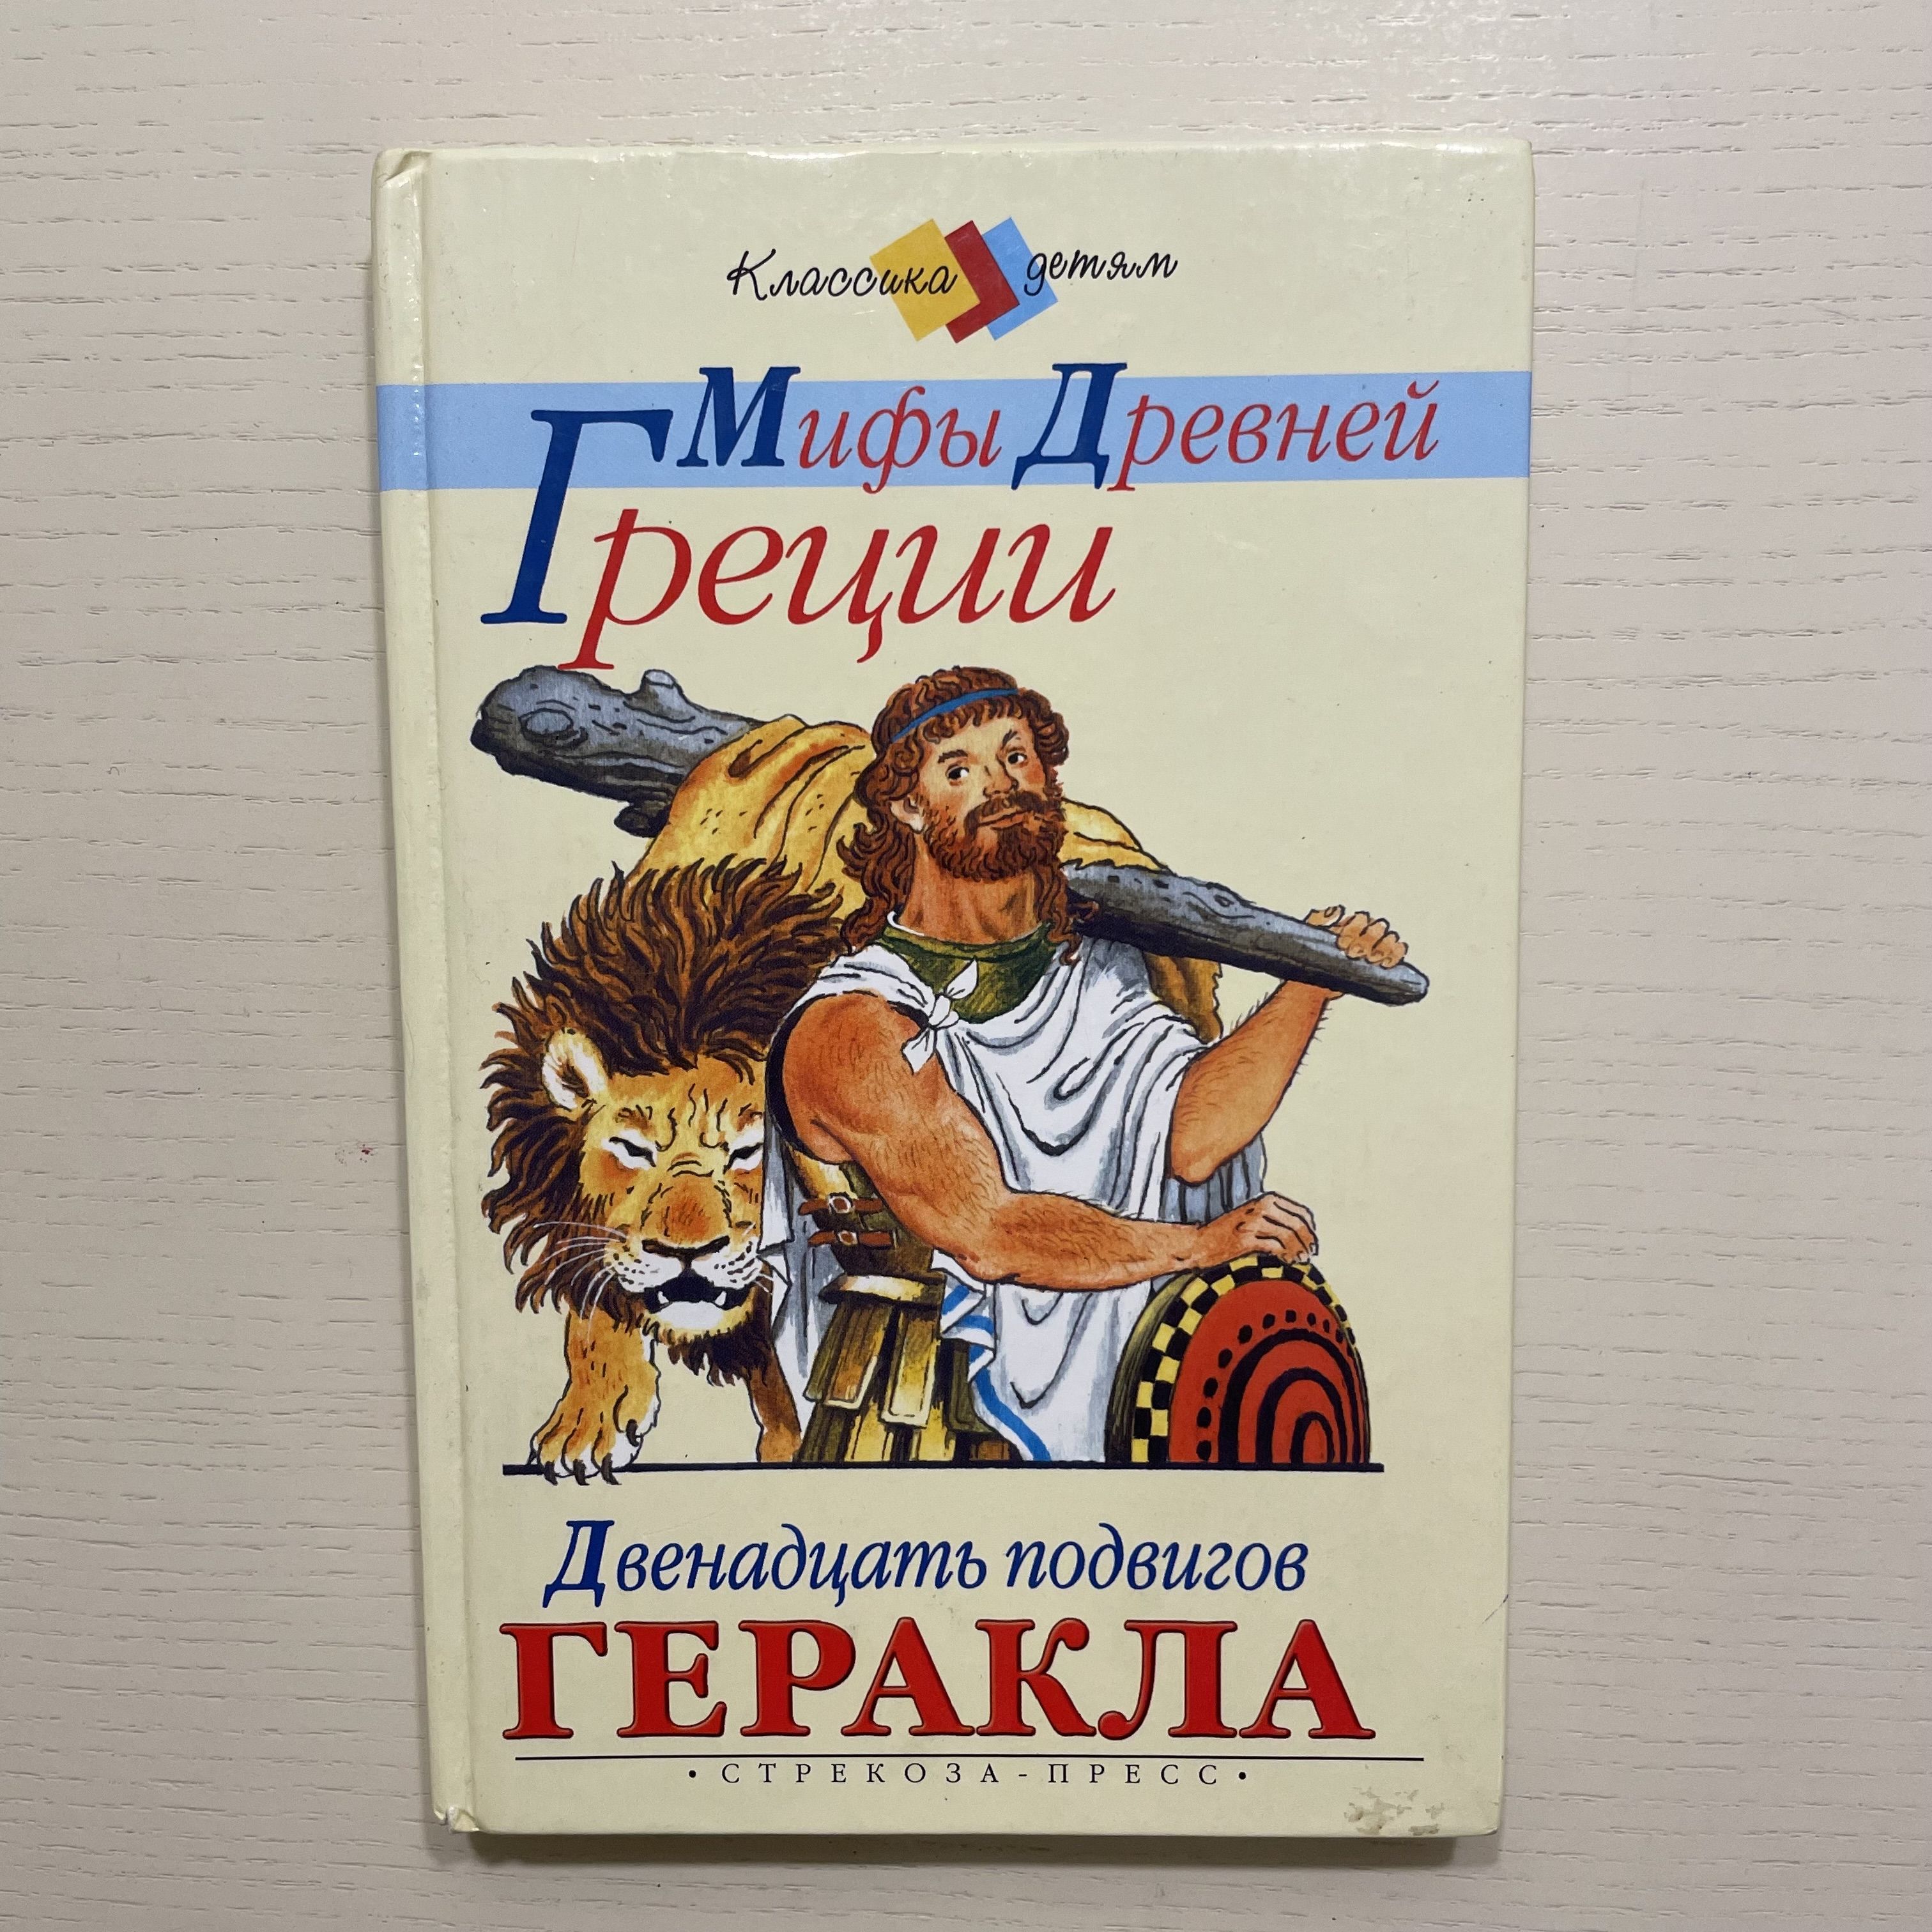 Классика детям
Мифы Древней
Греции
Двенадцать подвигов
ГЕРАКЛА
• СТРЕКОЗА-ПРЕСС •